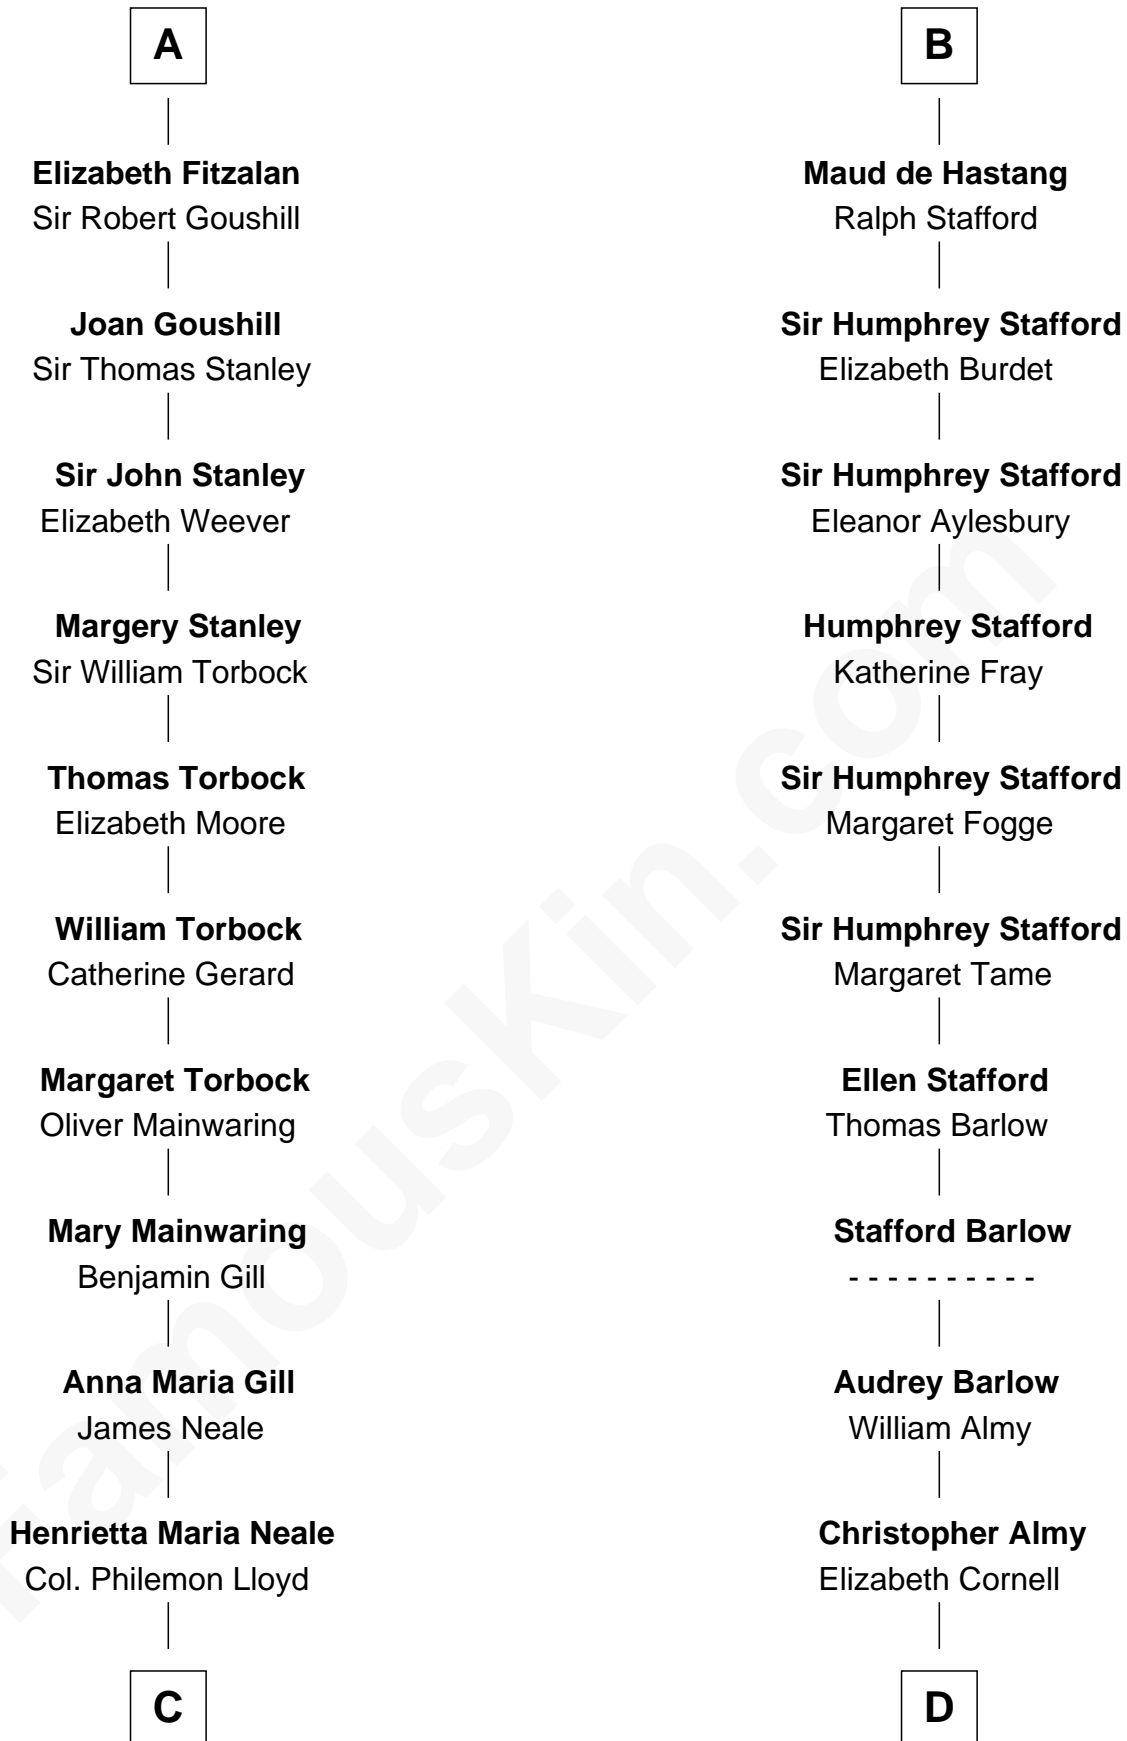 A
Elizabeth Fitzalan
Sir Robert Goushill
Joan Goushill
Sir Thomas Stanley
Sir John Stanley
Elizabeth Weever
Margery Stanley
Sir William Torbock
Thomas Torbock
Elizabeth Moore
William Torbock
Catherine Gerard
Margaret Torbock
Oliver Mainwaring
Mary Mainwaring
Benjamin Gill
Anna Maria Gill
James Neale
Henrietta Maria Neale
Col. Philemon Lloyd
C
B
Maud de Hastang
Ralph Stafford
Sir Humphrey Stafford
Elizabeth Burdet
Sir Humphrey Stafford
Eleanor Aylesbury
Humphrey Stafford
Katherine Fray
Sir Humphrey Stafford
Margaret Fogge
Sir Humphrey Stafford
Margaret Tame
Ellen Stafford
Thomas Barlow
Stafford Barlow
- - - - - - - - - -
Audrey Barlow
William Almy
Christopher Almy
Elizabeth Cornell
D
FamousKin.com